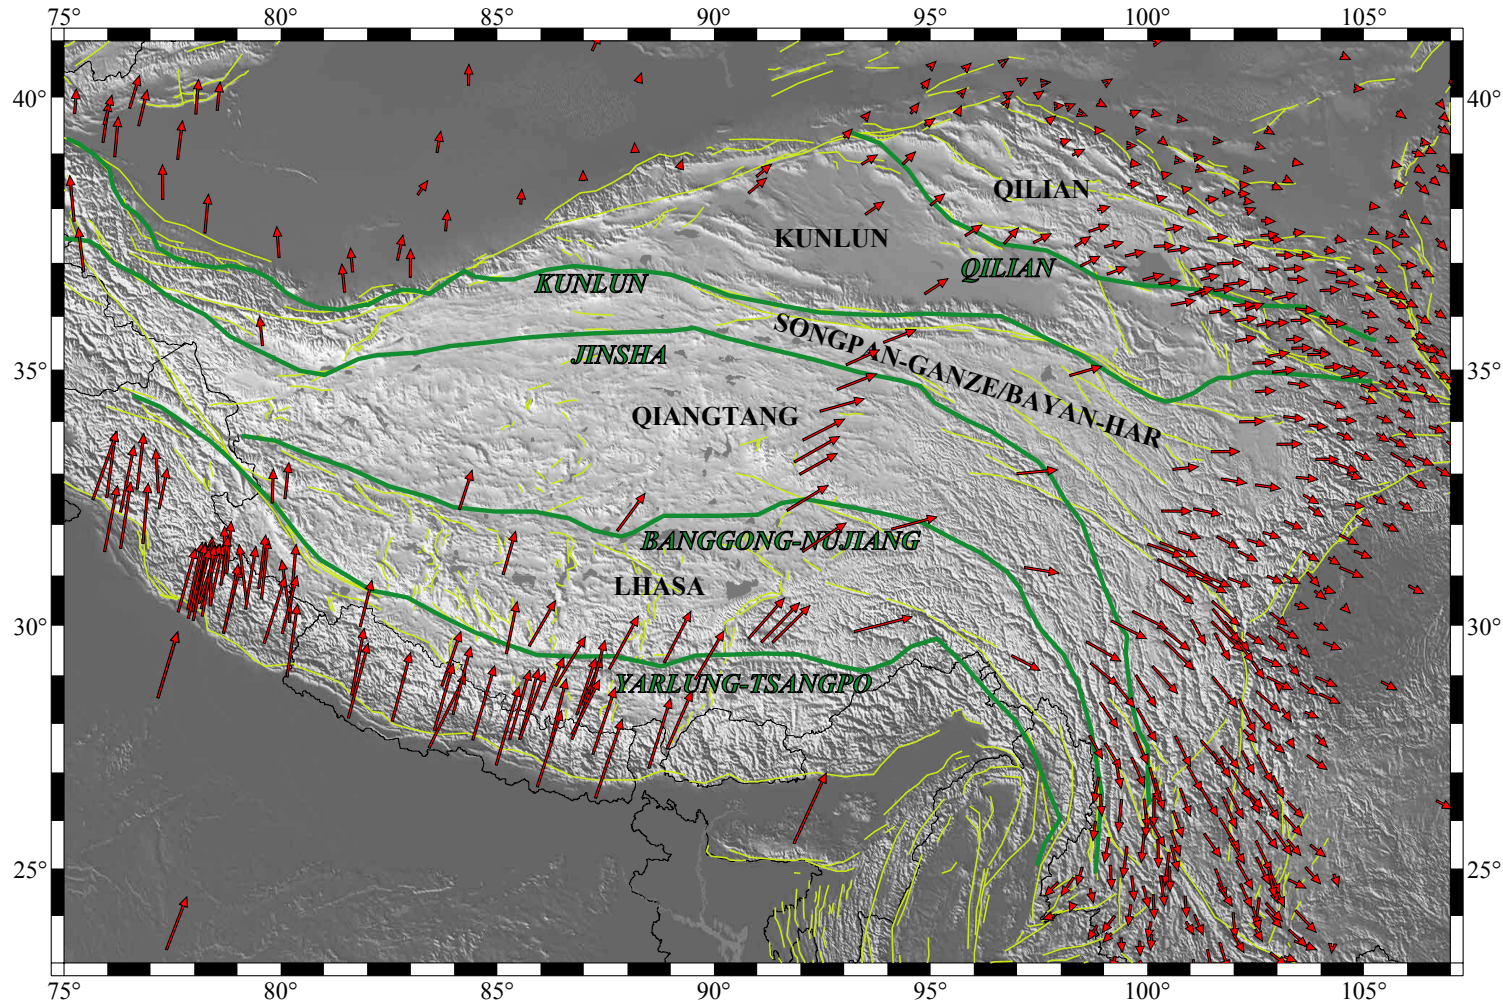 75° 80° 85° 90° 95° 100° 105°
40° 40°
QILIAN
KUNLUN
QILIAN
KUNLUN
SONGPAN-GANZE/BAYAN-HAR
JINSHA
35° 35°
QIANGTANG
BANGGONG-NUJIANG
LHASA
30° 30°
YARLUNG-TSANGPO
25° 25°
75° 80° 85° 90° 95° 100° 105°